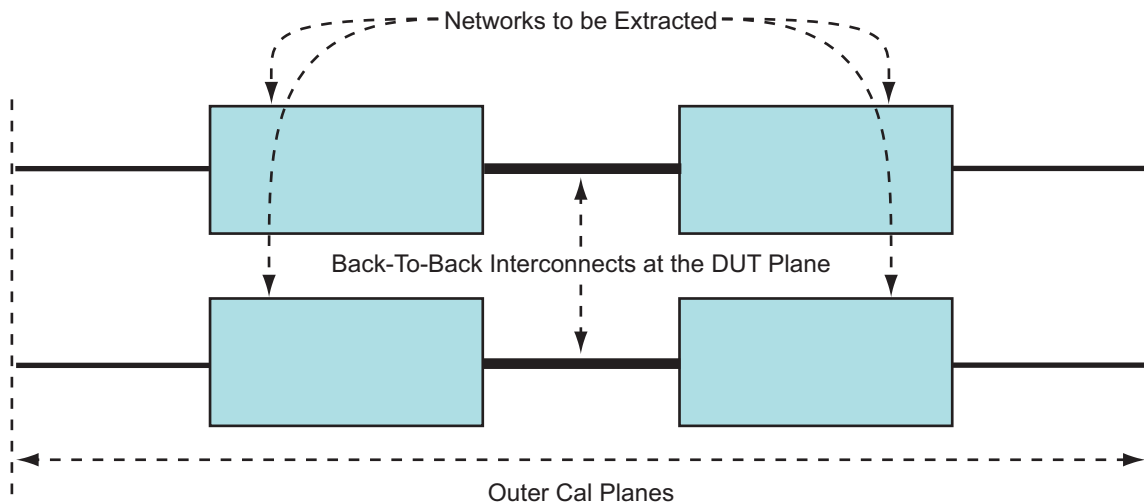 Networks to be Extracted
Back-To-Back Interconnects at the DUT Plane
Outer Cal Planes